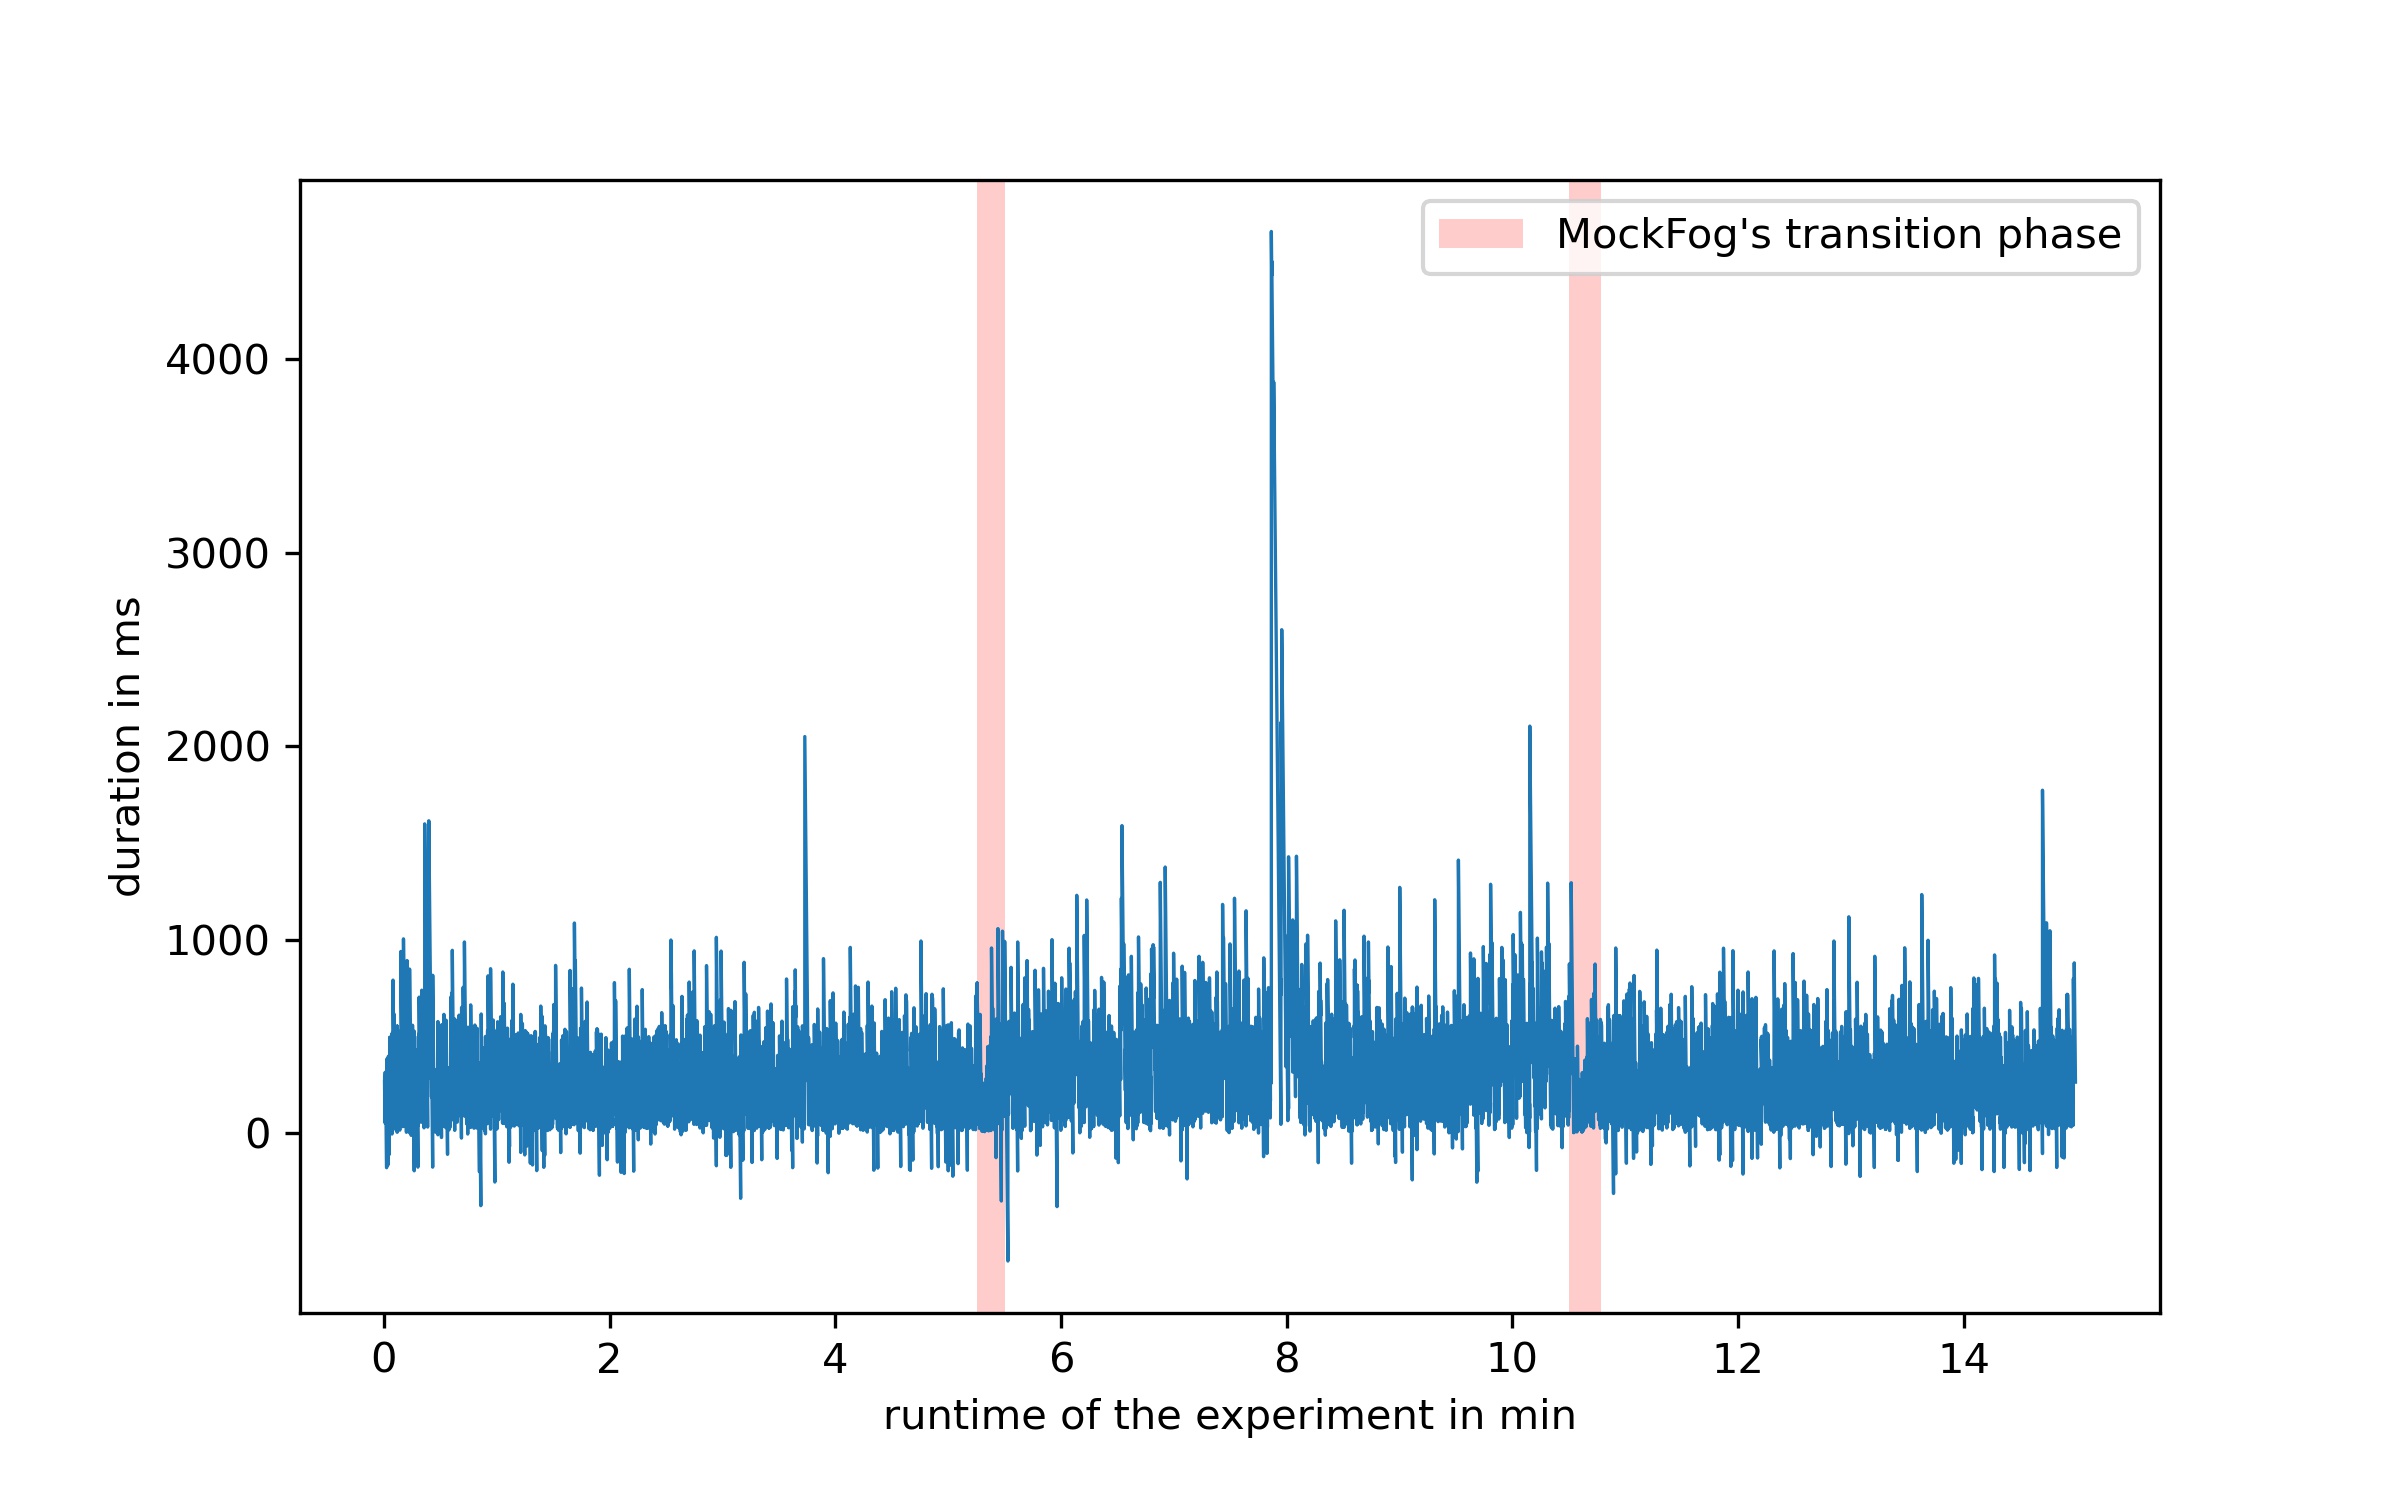 MockFog's transition phase
4000
3000
2000
1000
0
duration in ms
0 2 4 6 8 10 12 14
runtime of the experiment in min